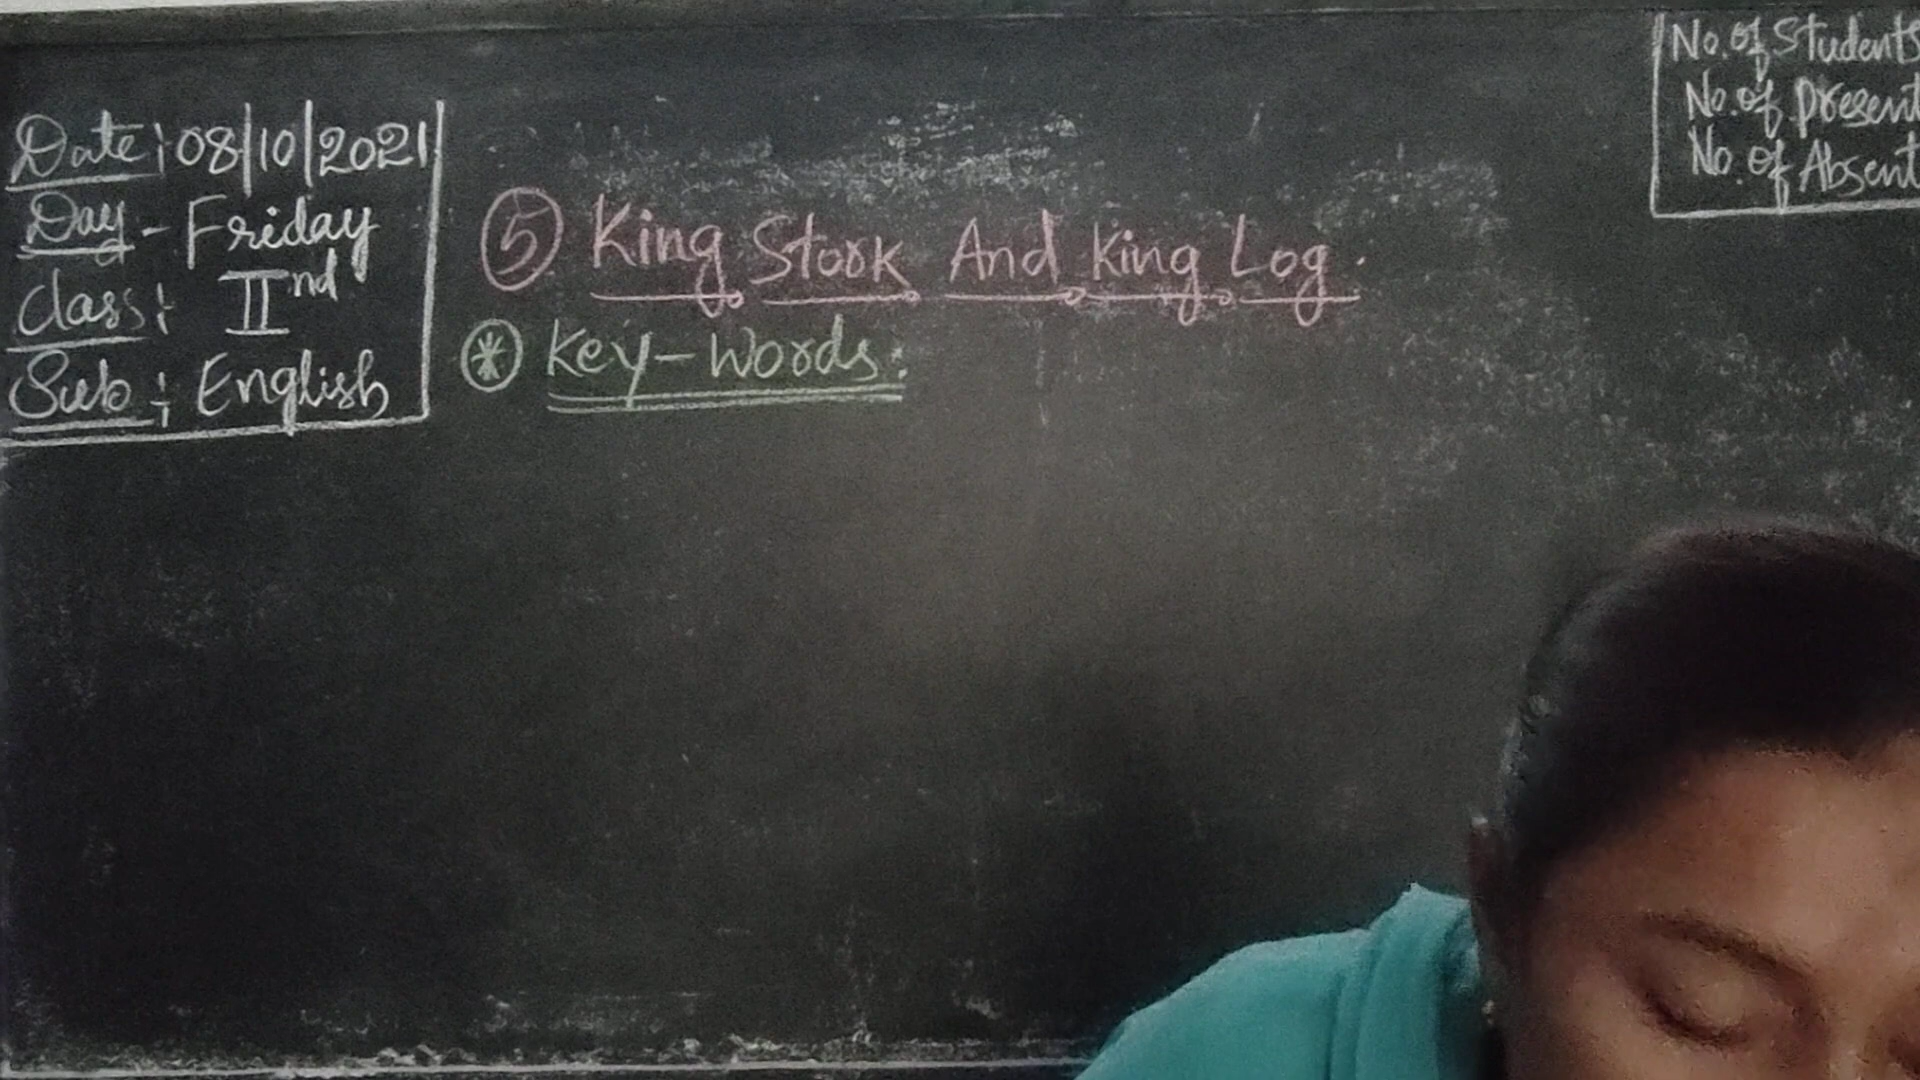 Date: 08/10/2021
Day - Friday
Class: IInd
Sub: English
5 King Stork And King Log.
* Key-Words:
No. of Students
No. of Present
No. of Absent